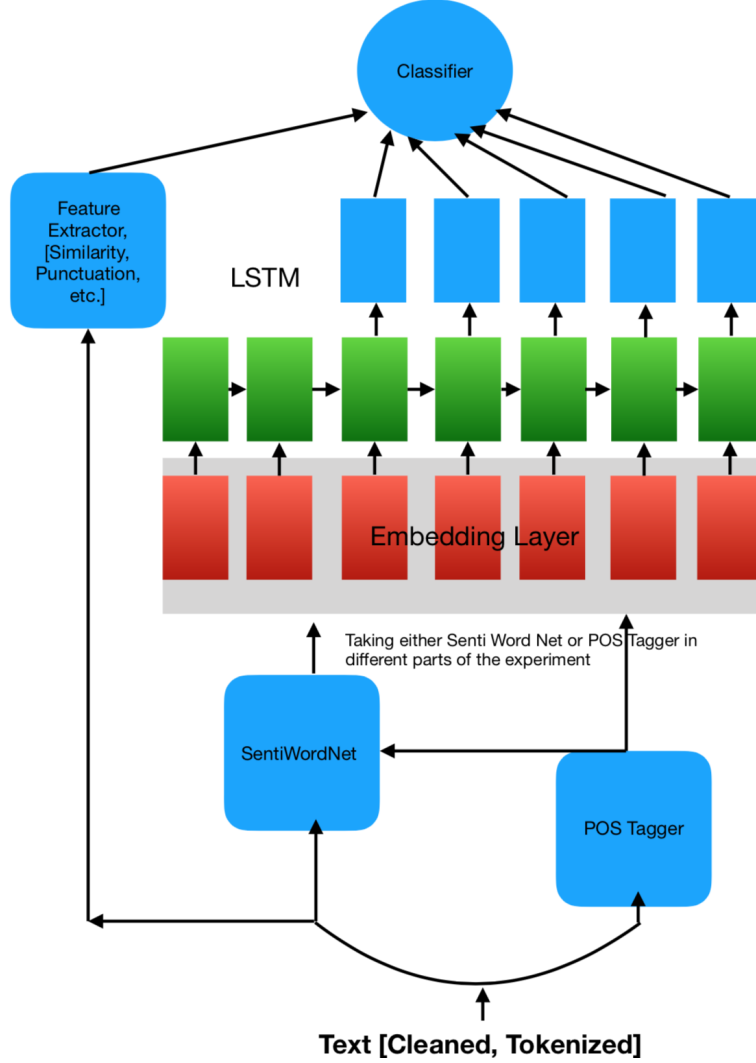 Classifier
Feature
Extractor,
[Similarity,
Punctuation,
etc.]
LSTM
Embedding Layer
Taking either Senti Word Net or POS Tagger in
different parts of the experiment
SentiWordNet
POS Tagger
Text [Cleaned, Tokenized]